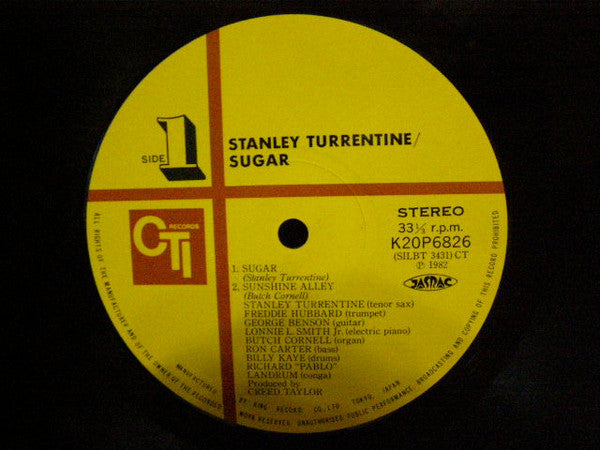 SIDE 1
STANLEY TURRENTINE/
SUGAR
CTI
RECORDS
STEREO
33⅓ r.p.m.
K20P6826
(SILBT 3431) CT
Ⓟ 1982
JASRAC
1. SUGAR
(Stanley Turrentine)
2. SUNSHINE ALLEY
(Butch Cornell)
STANLEY TURRENTINE (tenor sax)
FREDDIE HUBBARD (trumpet)
GEORGE BENSON (guitar)
LONNIE L. SMITH Jr. (electric piano)
BUTCH CORNELL (organ)
RON CARTER (bass)
BILLY KAYE (drums)
RICHARD "PABLO"
LANDRUM (conga)
Produced by
CREED TAYLOR
ALL RIGHTS OF THE MANUFACTURER AND OF THE OWNER OF THE RECORDED WORK RESERVED. UNAUTHORISED PUBLIC PERFORMANCE, BROADCASTING AND COPYING OF THIS RECORD PROHIBITED.
MANUFACTURED BY KING RECORD. CO., LTD. TOKYO, JAPAN